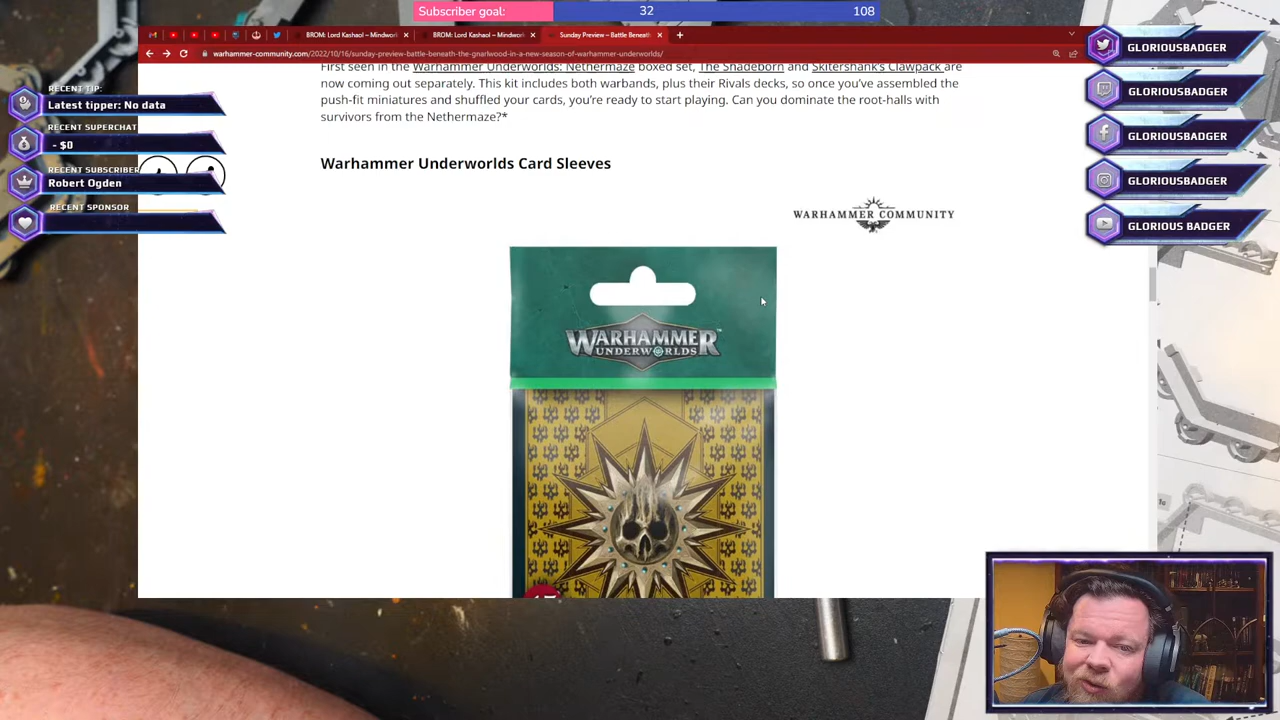 Subscriber goal: 32 108
BROM: Lord Kashaol – Mindwor
BROM: Lord Kashaol – Mindwor
Sunday Preview – Battle Beneath
warhammer-community.com/2022/10/16/sunday-preview-battle-beneath-the-gnarlwood-in-a-new-season-of-warhammer-underworlds/
First seen in the Warhammer Underworlds: Nethermaze boxed set, The Shadeborn and Skittershank's Clawpack are
now coming out separately. This kit includes both warbands, plus their Rivals decks, so once you've assembled the
push-fit miniatures and shuffled your cards, you're ready to start playing. Can you dominate the root-halls with
survivors from the Nethermaze?*
Warhammer Underworlds Card Sleeves
WARHAMMER COMMUNITY
WARHAMMER
UNDERWORLDS
RECENT TIP:
Latest tipper: No data
RECENT SUPERCHAT
- $0
RECENT SUBSCRIBER
Robert Ogden
RECENT SPONSOR
GLORIOUSBADGER
GLORIOUSBADGER
GLORIOUSBADGER
GLORIOUSBADGER
GLORIOUS BADGER